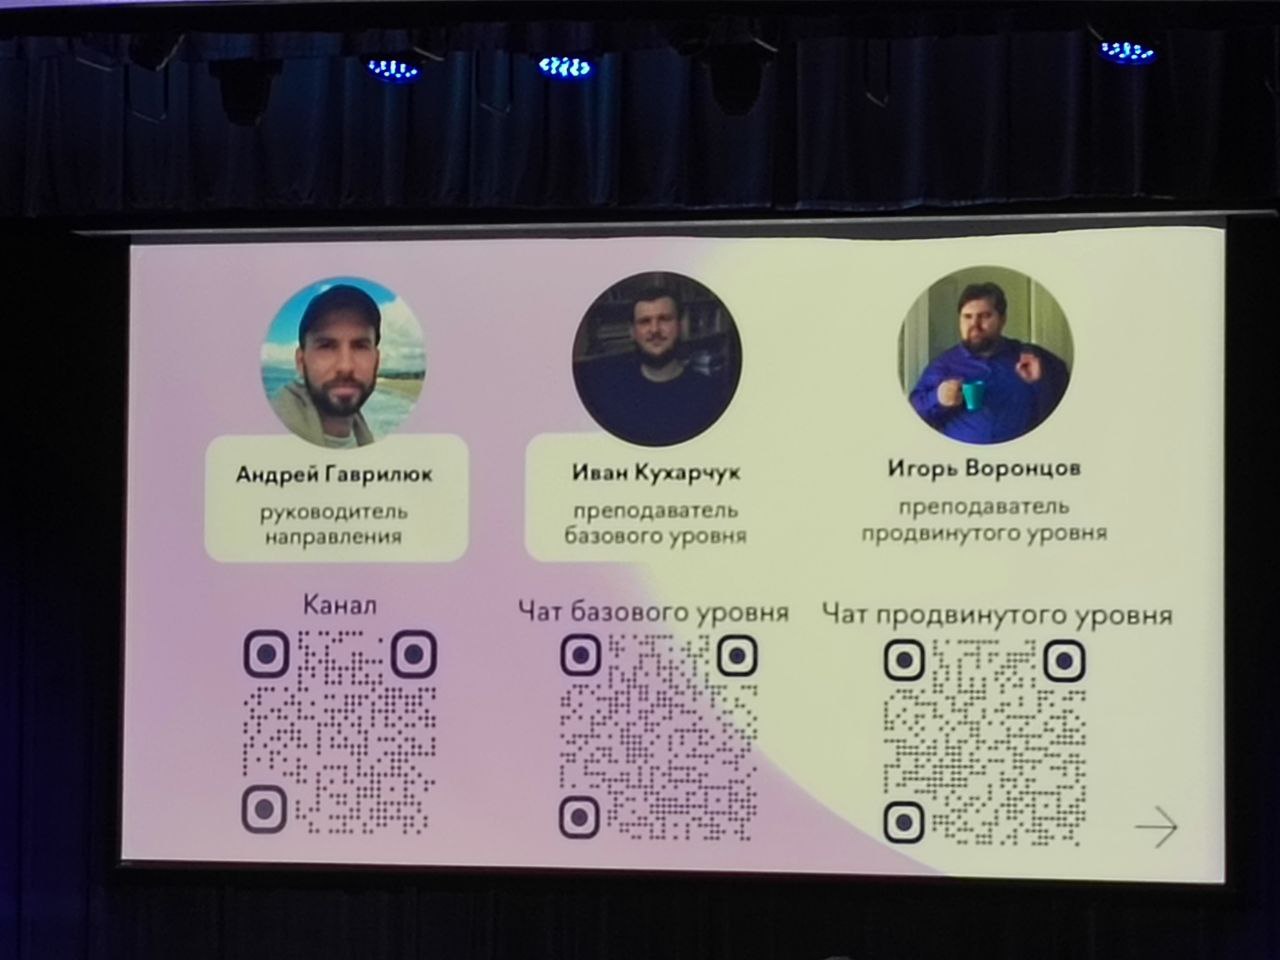 Андрей Гаврилюк
руководитель
направления
Иван Кухарчук
преподаватель
базового уровня
Игорь Воронцов
преподаватель
продвинутого уровня
Канал
Чат базового уровня
Чат продвинутого уровня